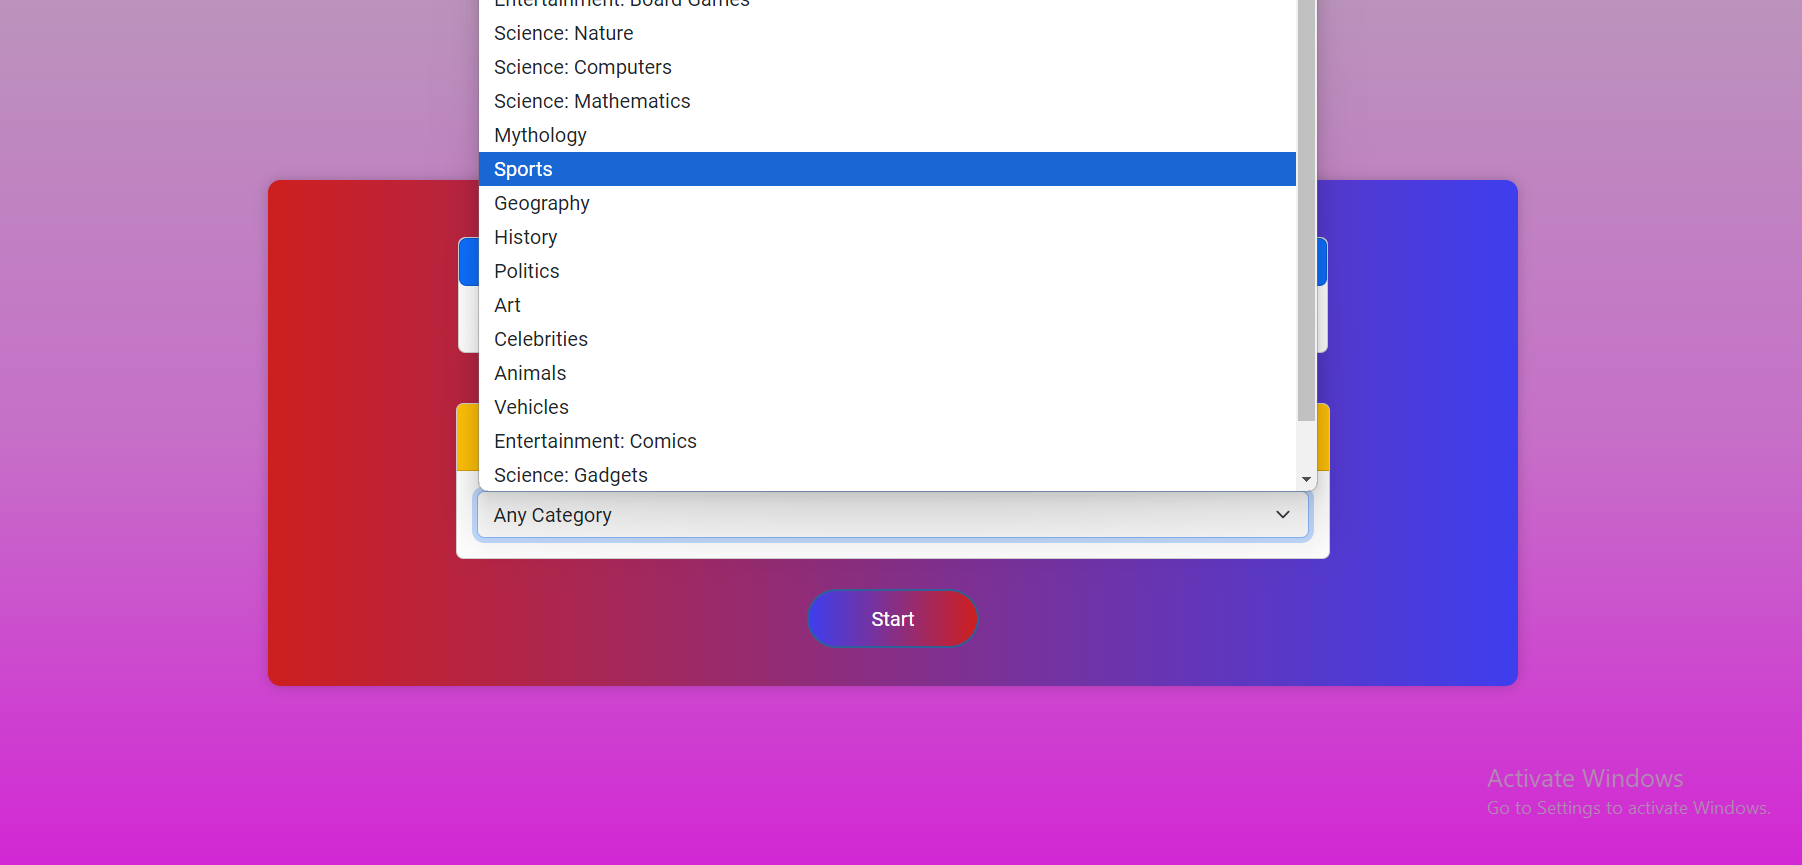 Entertainment: Board Games
Science: Nature
Science: Computers
Science: Mathematics
Mythology
Sports
Geography
History
Politics
Art
Celebrities
Animals
Vehicles
Entertainment: Comics
Science: Gadgets
Any Category
Start
Activate Windows
Go to Settings to activate Windows.